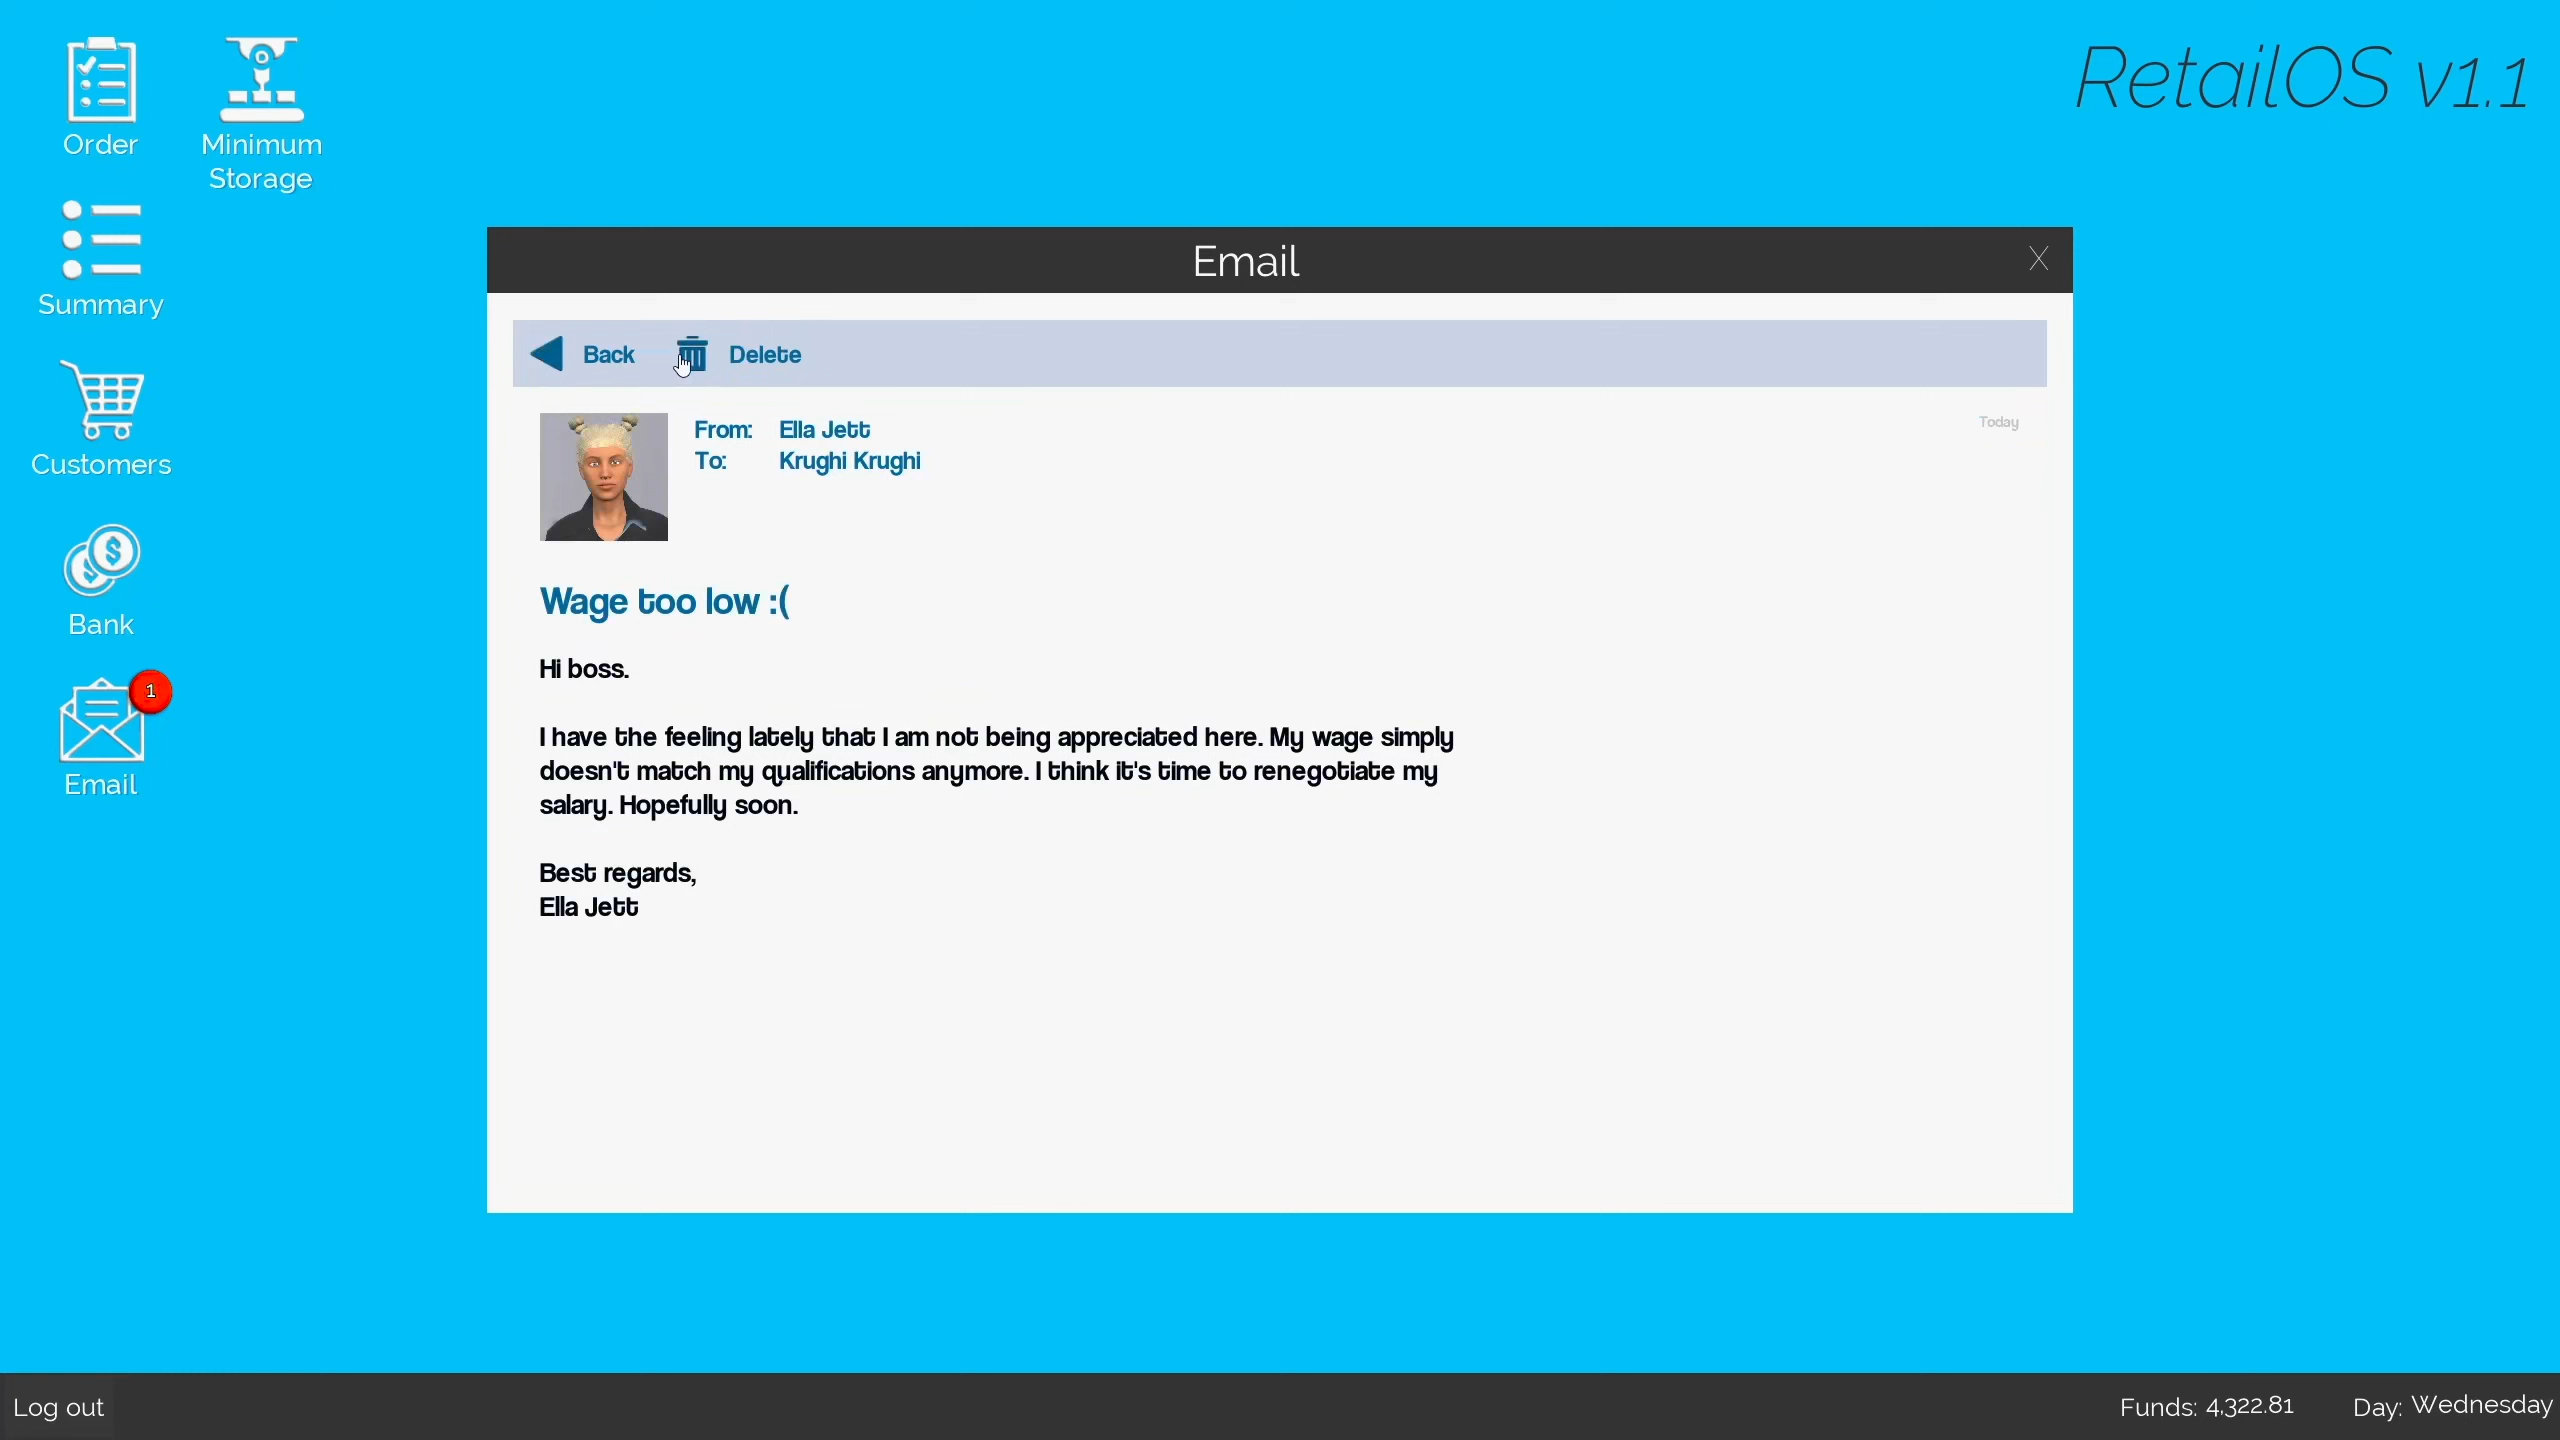 RetailOS v1.1
Order
Minimum
Storage
Summary
Customers
Bank
1
Email
Email
X
Back
Delete
From: Ella Jett
To: Krughi Krughi
Today
Wage too low :(
Hi boss.
I have the feeling lately that I am not being appreciated here. My wage simply
doesn't match my qualifications anymore. I think it's time to renegotiate my
salary. Hopefully soon.
Best regards,
Ella Jett
Log out
Funds: 4,322.81
Day: Wednesday